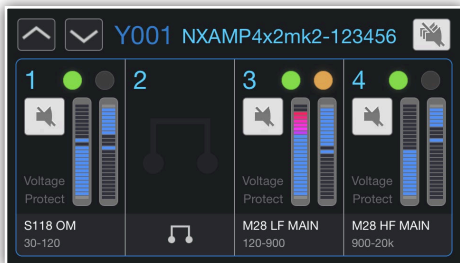 Y001 NXAMP4x2mk2-123456
1 2 3 4
Voltage Voltage Voltage
Protect Protect Protect
S118 OM M28 LF MAIN M28 HF MAIN
30-120 120-900 900-20k